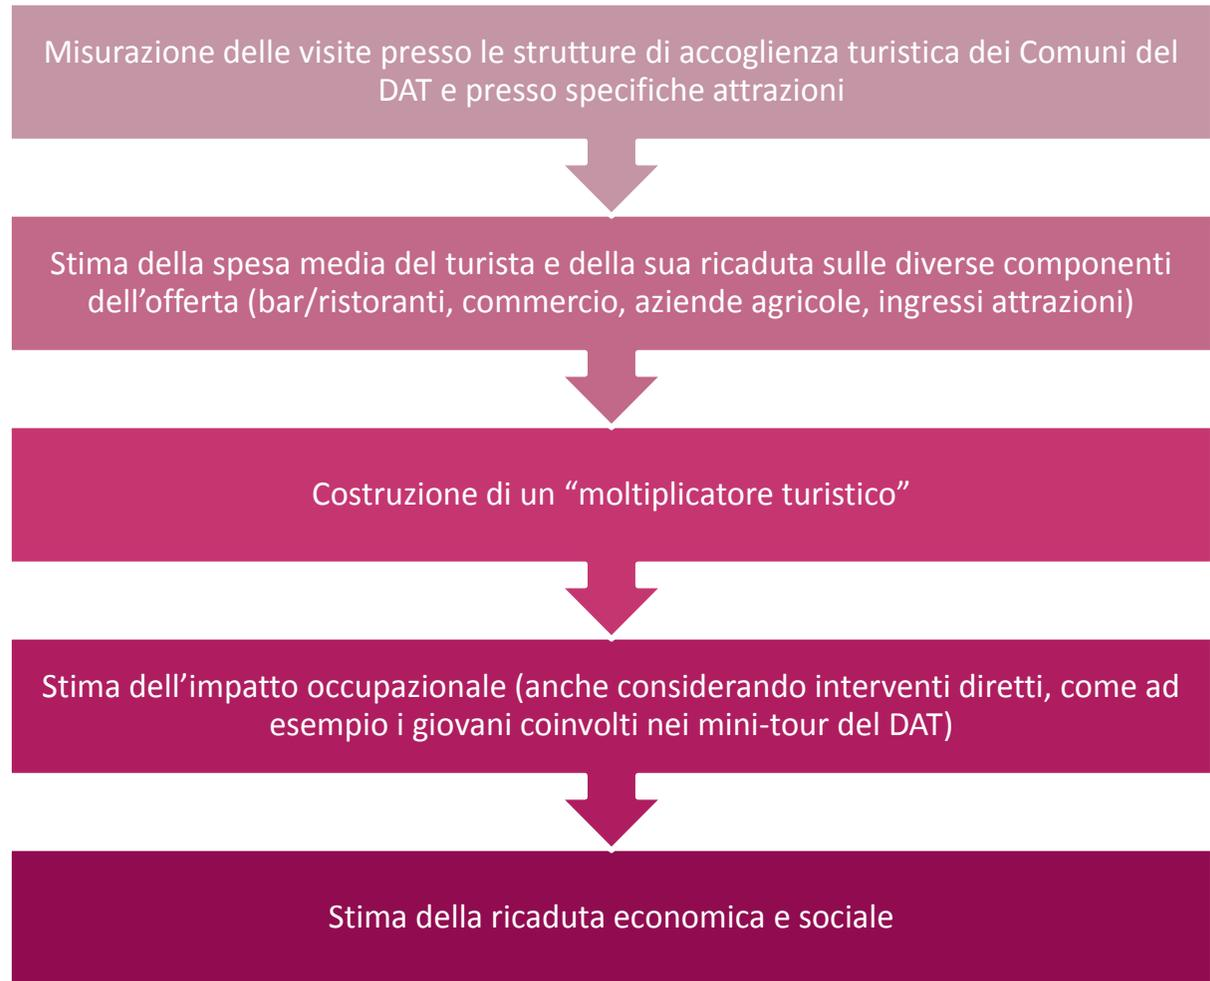 Misurazione delle visite presso le strutture di accoglienza turistica dei Comuni del
DAT e presso specifiche attrazioni
Stima della spesa media del turista e della sua ricaduta sulle diverse componenti
dell’offerta (bar/ristoranti, commercio, aziende agricole, ingressi attrazioni)
Costruzione di un “moltiplicatore turistico”
Stima dell’impatto occupazionale (anche considerando interventi diretti, come ad
esempio i giovani coinvolti nei mini-tour del DAT)
Stima della ricaduta economica e sociale